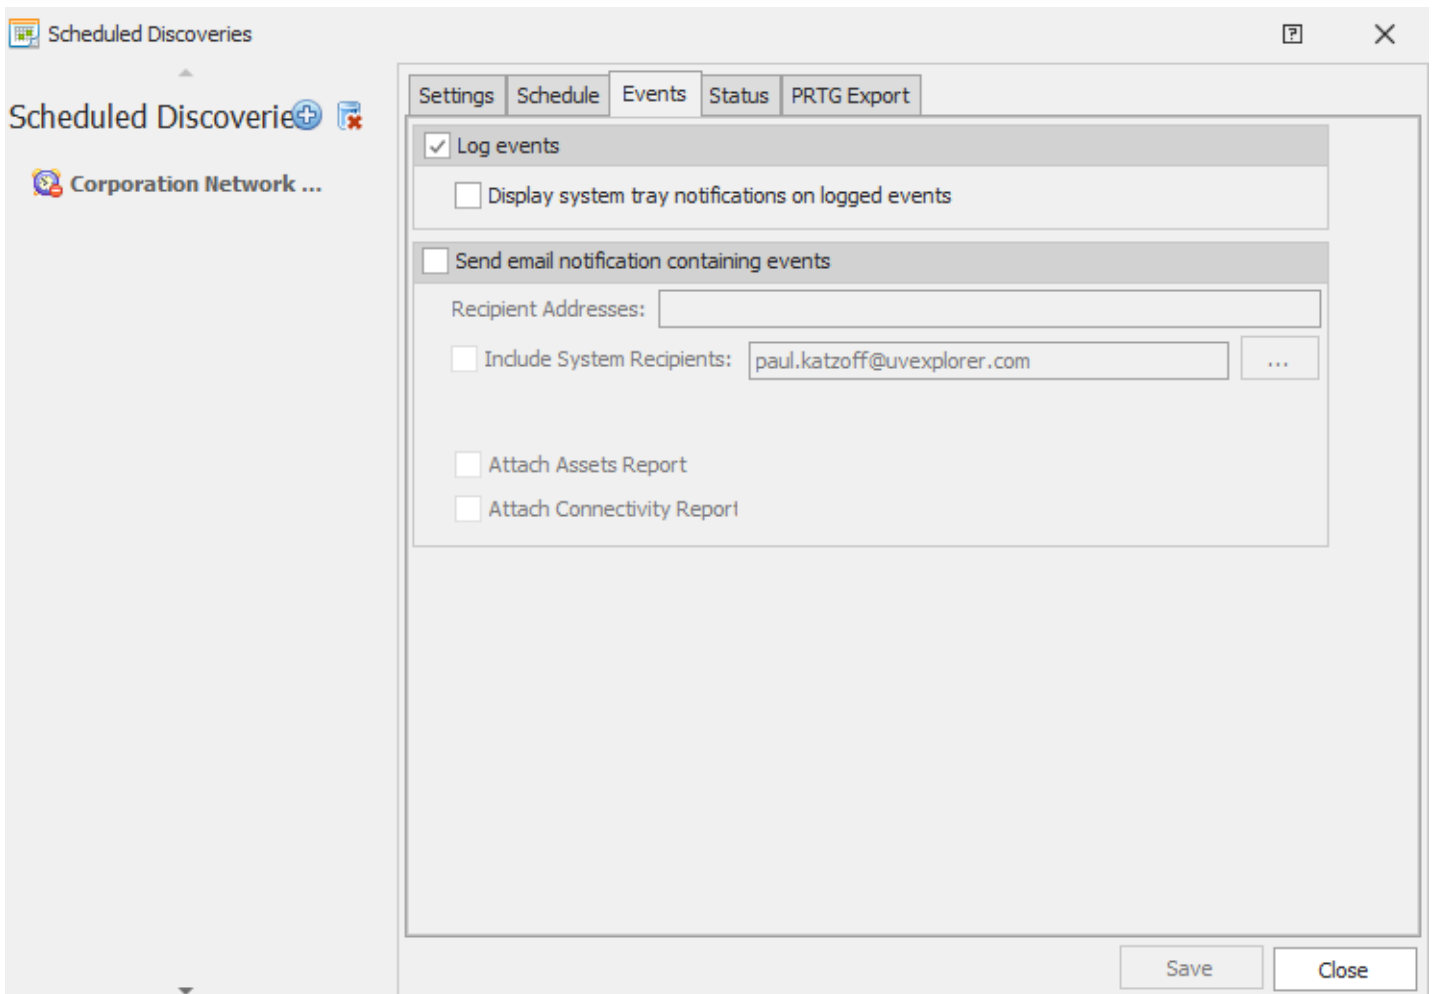 Scheduled Discoveries
Scheduled Discoverie
Corporation Network ...
Settings Schedule Events Status PRTG Export
Log events
Display system tray notifications on logged events
Send email notification containing events
Recipient Addresses:
Include System Recipients: paul.katzoff@uvexplorer.com ...
Attach Assets Report
Attach Connectivity Report
Save Close